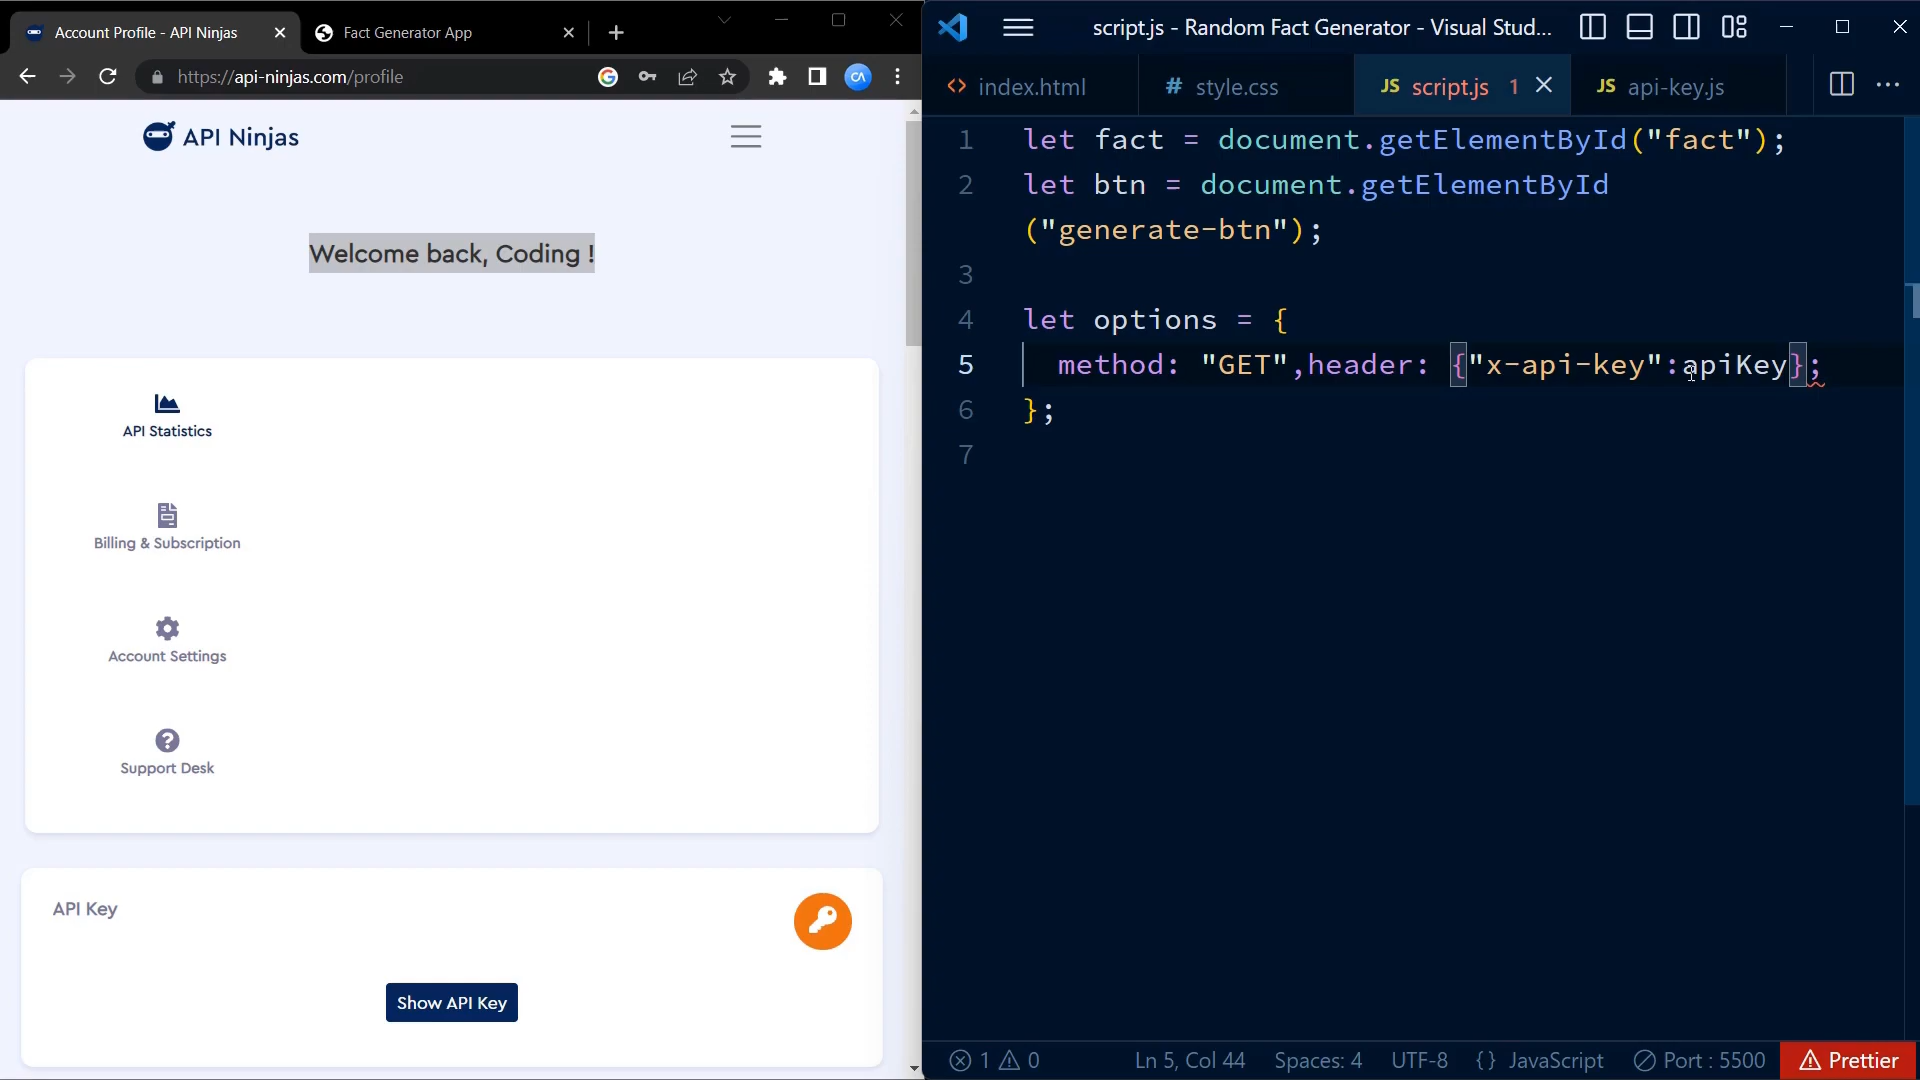 Account Profile - API Ninjas
Fact Generator App
https://api-ninjas.com/profile
CA
API Ninjas
Welcome back, Coding !
API Statistics
Billing & Subscription
Account Settings
Support Desk
API Key
Show API Key
script.js - Random Fact Generator - Visual Stud...
<> index.html
# style.css
JS script.js 1
JS api-key.js
1 let fact = document.getElementById("fact");
2 let btn = document.getElementById
("generate-btn");
3
4 let options = {
5 method: "GET",header: {"x-api-key":apiKey};
6 };
7
1 0
Ln 5, Col 44
Spaces: 4
UTF-8
{ } JavaScript
Port : 5500
Prettier